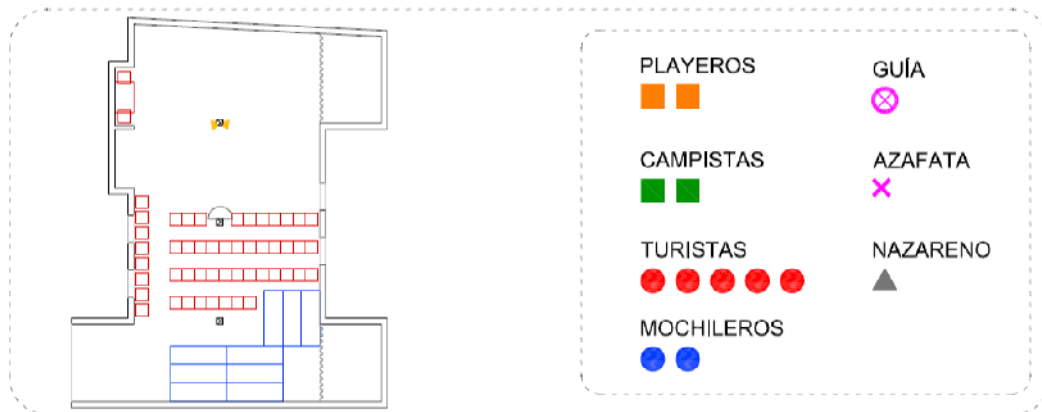 PLAYEROS
GUÍA
CAMPISTAS
AZAFATA
TURISTAS
NAZARENO
MOCHILEROS